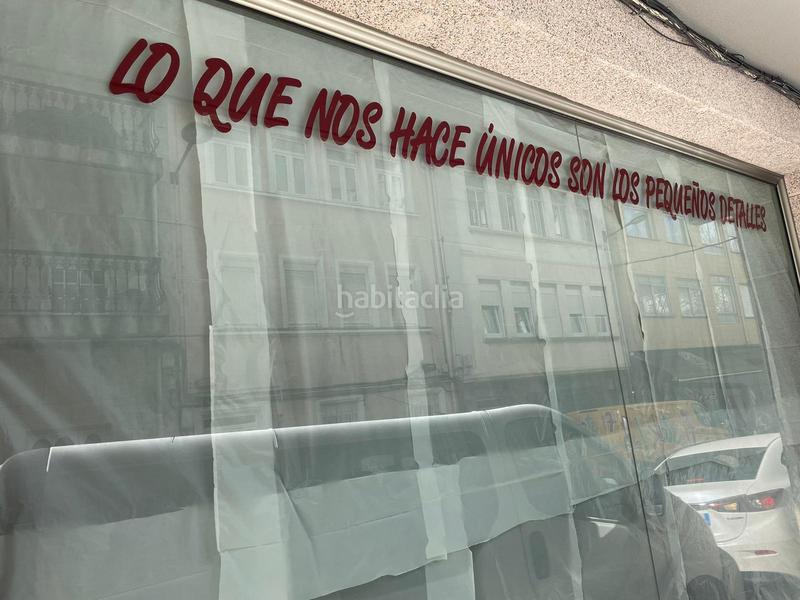 LO QUE NOS HACE ÚNICOS SON LOS PEQUEÑOS DETALLES
habitaclia